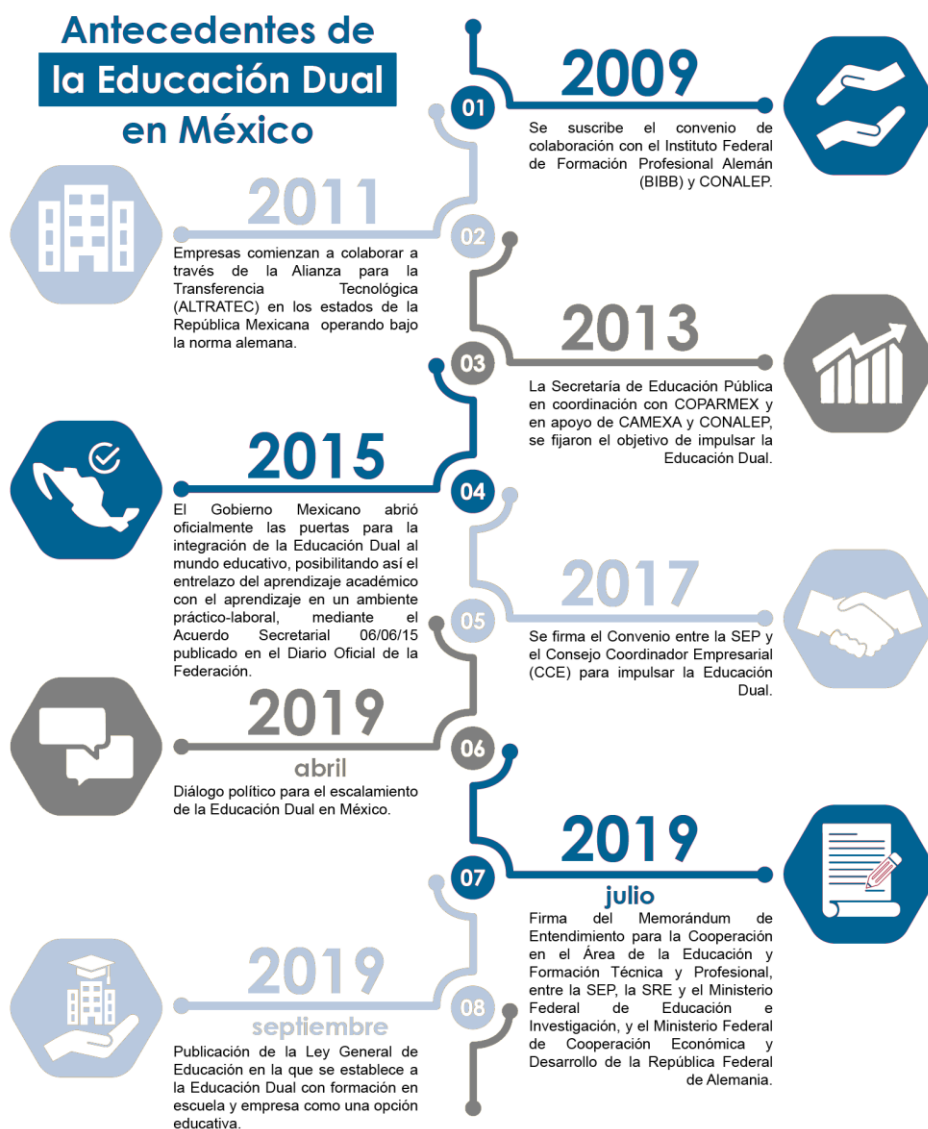 Antecedentes de
la Educación Dual
en México
01
2009
Se suscribe el convenio de
colaboración con el Instituto Federal
de Formación Profesional Alemán
(BIBB) y CONALEP.
2011
02
Empresas comienzan a colaborar a
través de la Alianza para la
Transferencia Tecnológica
(ALTRATEC) en los estados de la
República Mexicana operando bajo
la norma alemana.
2013
03
La Secretaría de Educación Pública
en coordinación con COPARMEX y
en apoyo de CAMEXA y CONALEP,
se fijaron el objetivo de impulsar la
Educación Dual.
2015
04
El Gobierno Mexicano abrió
oficialmente las puertas para la
integración de la Educación Dual al
mundo educativo, posibilitando así el
entrelazo del aprendizaje académico
con el aprendizaje en un ambiente
práctico-laboral, mediante el
Acuerdo Secretarial 06/06/15
publicado en el Diario Oficial de la
Federación.
2017
05
Se firma el Convenio entre la SEP y
el Consejo Coordinador Empresarial
(CCE) para impulsar la Educación
Dual.
2019
06
abril
Diálogo político para el escalamiento
de la Educación Dual en México.
2019
07
julio
Firma del Memorándum de
Entendimiento para la Cooperación
en el Área de la Educación y
Formación Técnica y Profesional,
entre la SEP, la SRE y el Ministerio
Federal de Educación e
Investigación, y el Ministerio Federal
de Cooperación Económica y
Desarrollo de la República Federal
de Alemania.
2019
08
septiembre
Publicación de la Ley General de
Educación en la que se establece a
la Educación Dual con formación en
escuela y empresa como una opción
educativa.